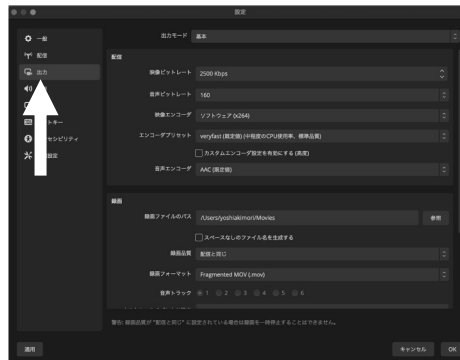 設定
一般
配信
出力
トキー
セシビリティ
設定
出力モード 基本
配信
映像ビットレート 2500 Kbps
音声ビットレート 160
映像エンコーダ ソフトウェア (x264)
エンコーダプリセット veryfast (既定値) (中程度のCPU使用率、標準品質)
カスタムエンコーダ設定を有効にする (高度)
音声エンコーダ AAC (既定値)
録画
録画ファイルのパス /Users/yoshiakimori/Movies 参照
スペースなしのファイル名を生成する
録画品質 配信と同じ
録画フォーマット Fragmented MOV (.mov)
音声トラック 1 2 3 4 5 6
警告: 録画品質が "配信と同じ" に設定されている場合は録画を一時停止することはできません。
適用 キャンセル OK